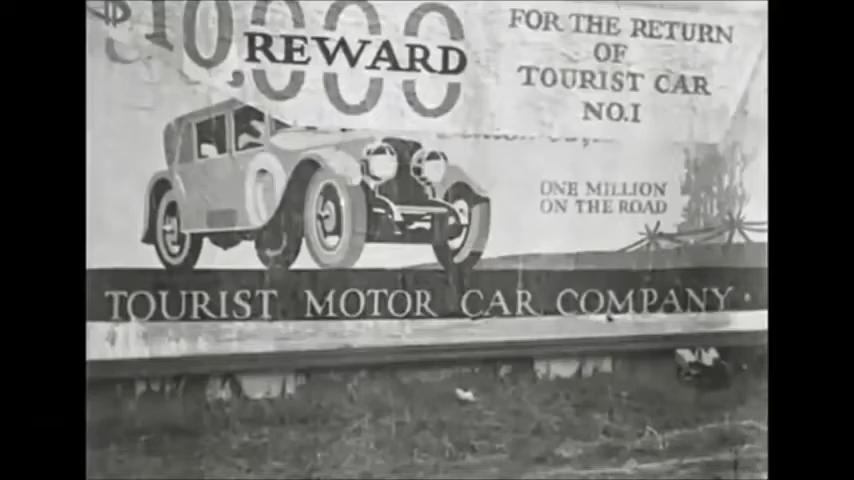 $10,000
REWARD
FOR THE RETURN
OF
TOURIST CAR
NO.1
ONE MILLION
ON THE ROAD
TOURIST MOTOR CAR COMPANY